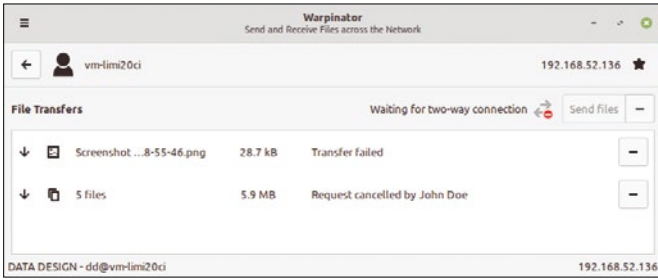 Warpinator
Send and Receive Files across the Network
vm-limi20ci 192.168.52.136
File Transfers Waiting for two-way connection Send files
Screenshot ...8-55-46.png 28.7 kB Transfer failed
5 files 5.9 MB Request cancelled by John Doe
DATA DESIGN - dd@vm-limi20ci 192.168.52.136